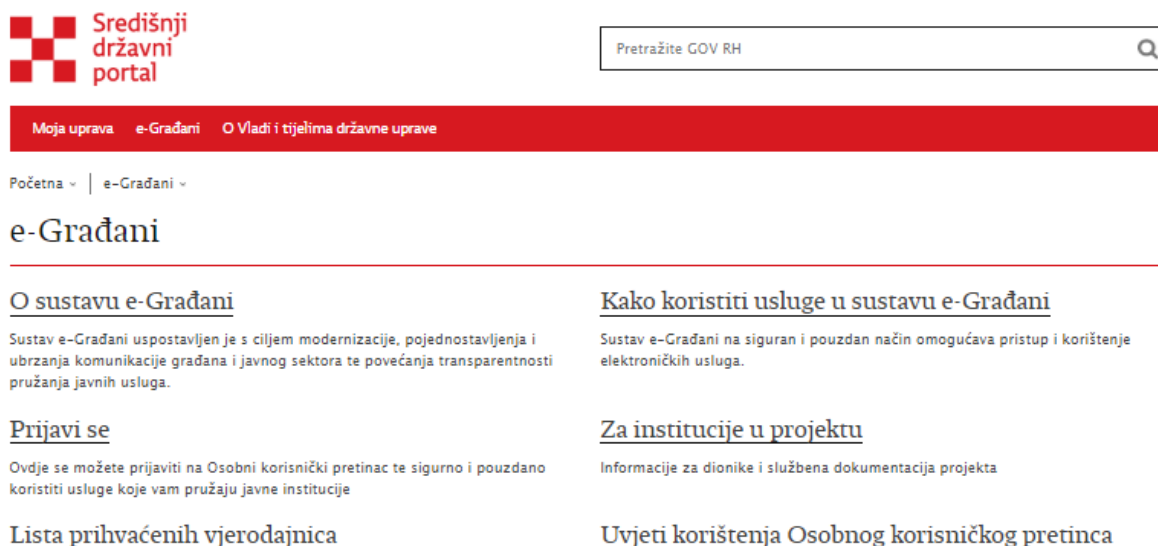 Središnji
državni
portal
Pretražite GOV RH
Moja uprava e-Građani O Vladi i tijelima državne uprave
Početna e-Građani
e-Građani
O sustavu e-Građani
Sustav e-Građani uspostavljen je s ciljem modernizacije, pojednostavljenja i
ubrzanja komunikacije građana i javnog sektora te povećanja transparentnosti
pružanja javnih usluga.
Kako koristiti usluge u sustavu e-Građani
Sustav e-Građani na siguran i pouzdan način omogućava pristup i korištenje
elektroničkih usluga.
Prijavi se
Ovdje se možete prijaviti na Osobni korisnički pretinac te sigurno i pouzdano
koristiti usluge koje vam pružaju javne institucije
Za institucije u projektu
Informacije za dionike i službena dokumentacija projekta
Lista prihvaćenih vjerodajnica
Uvjeti korištenja Osobnog korisničkog pretinca